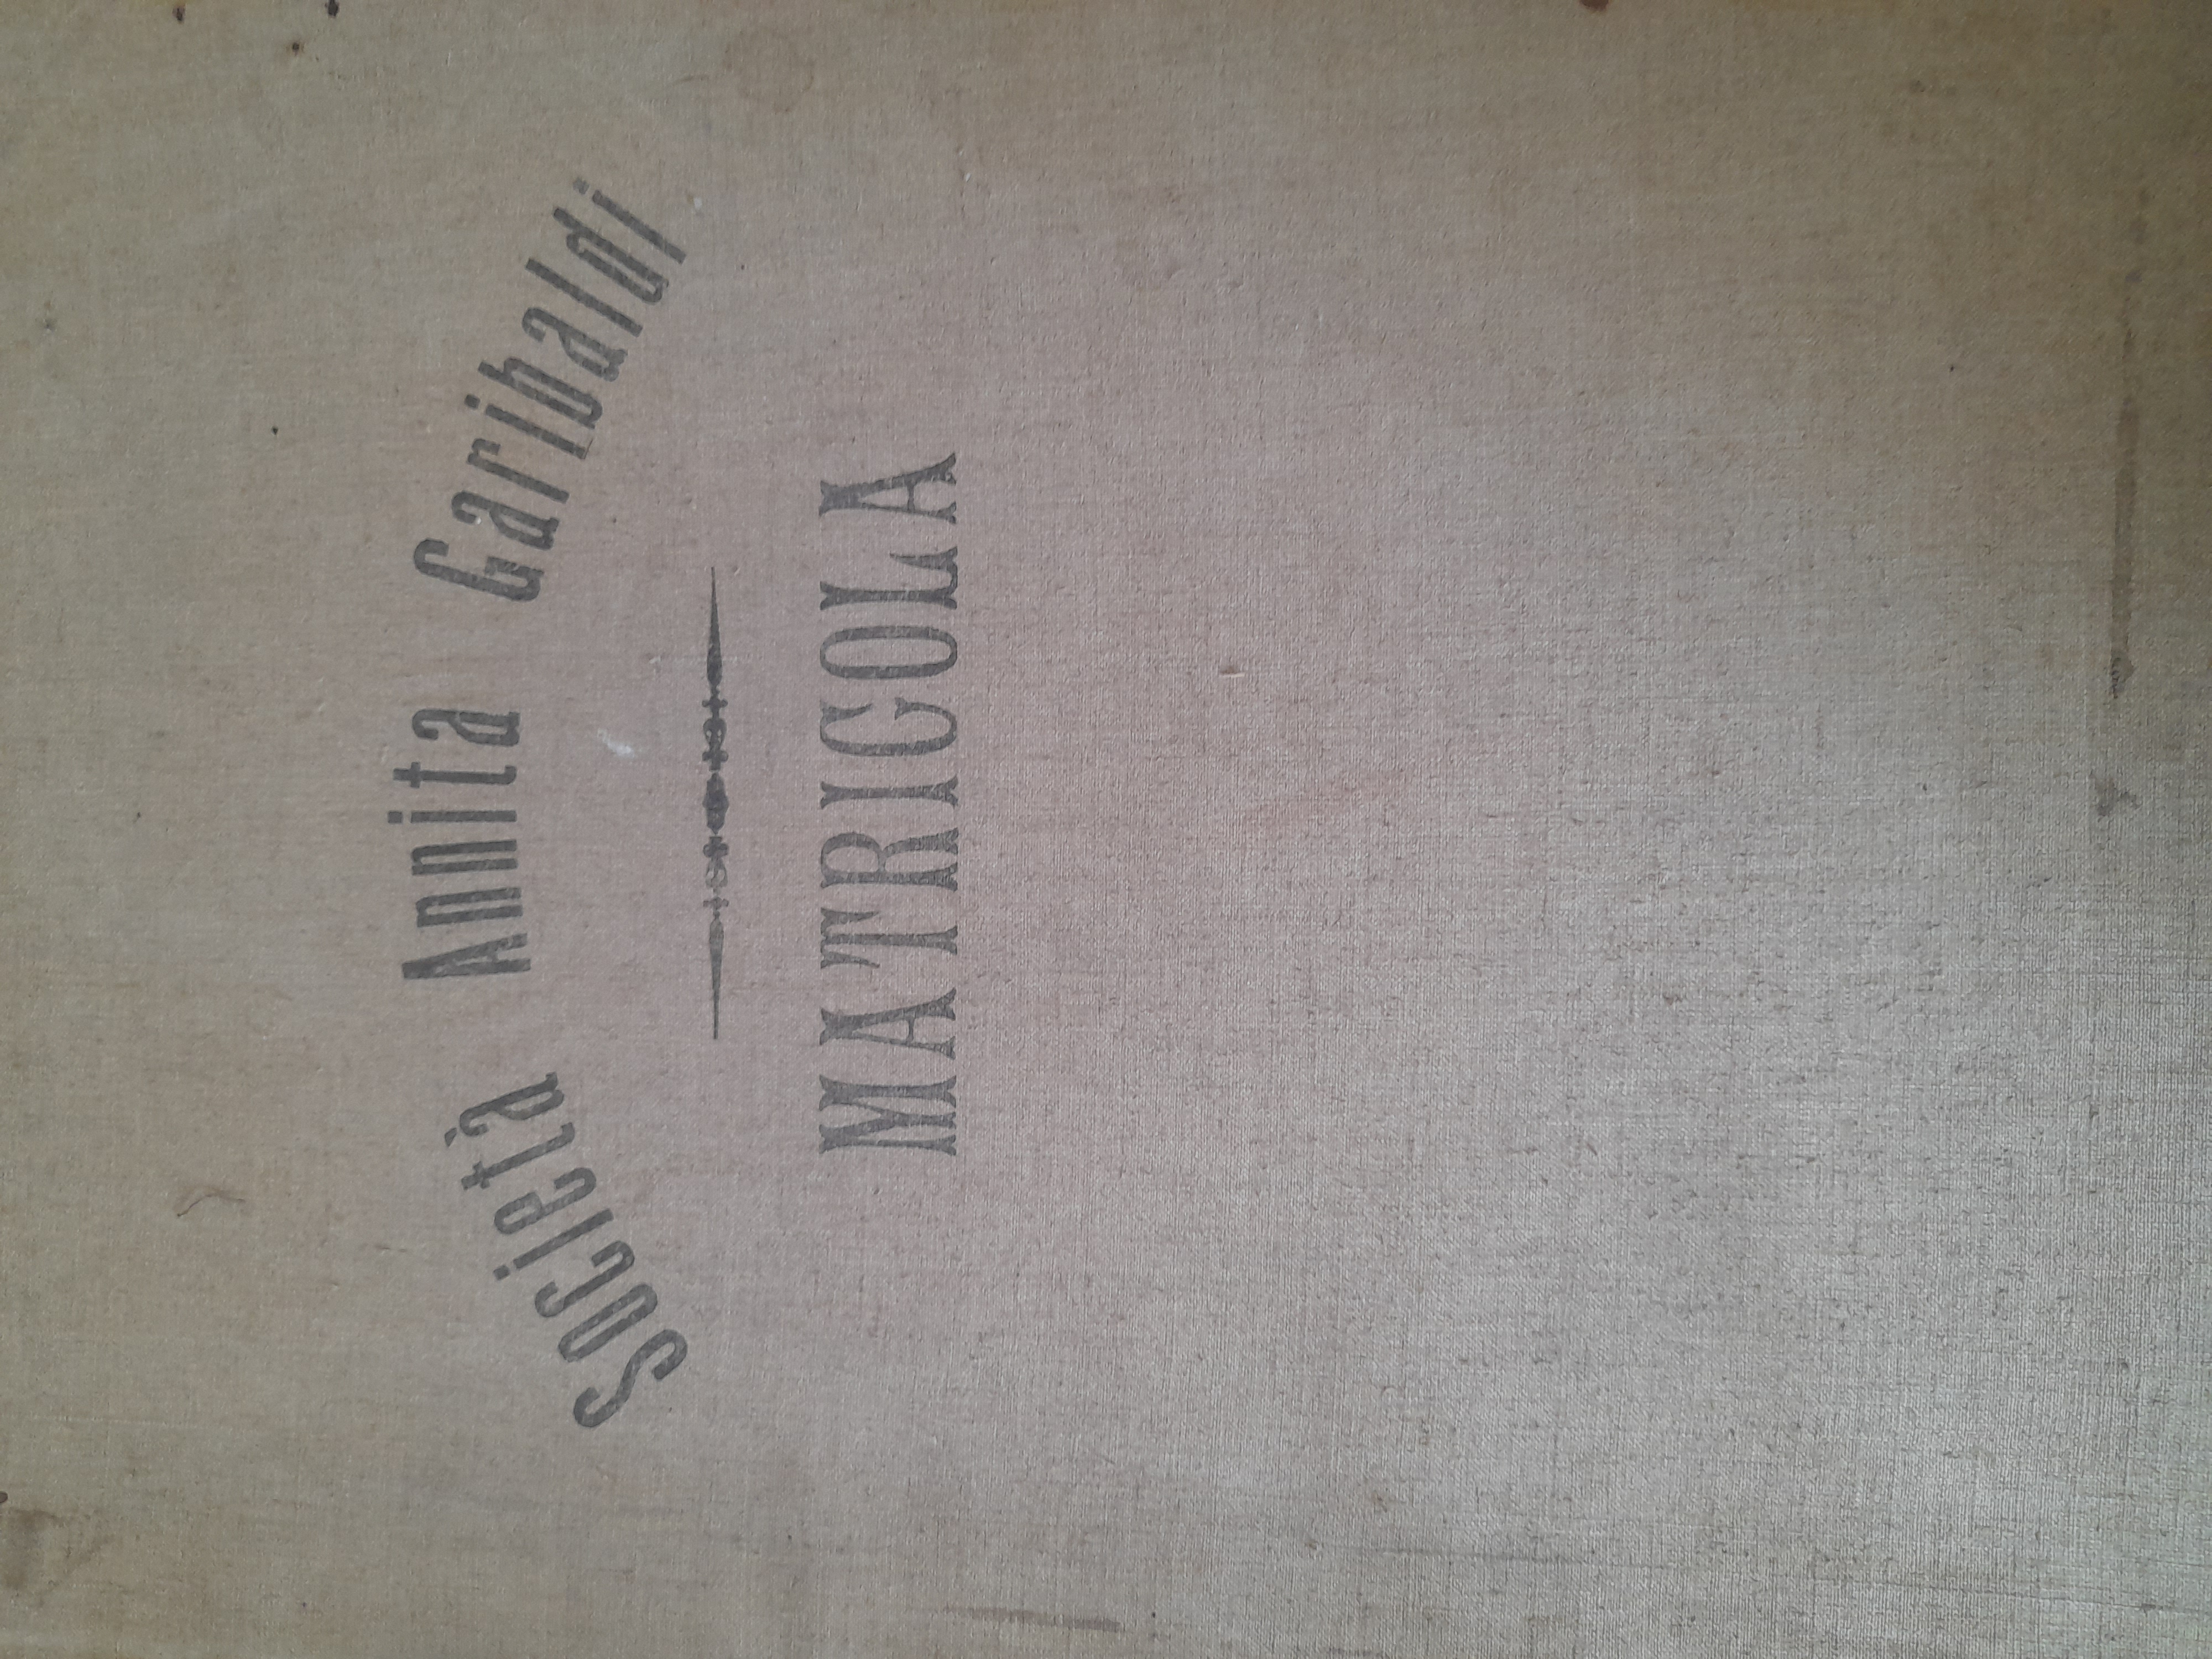 Società Annita Garibaldi
MATRICOLA